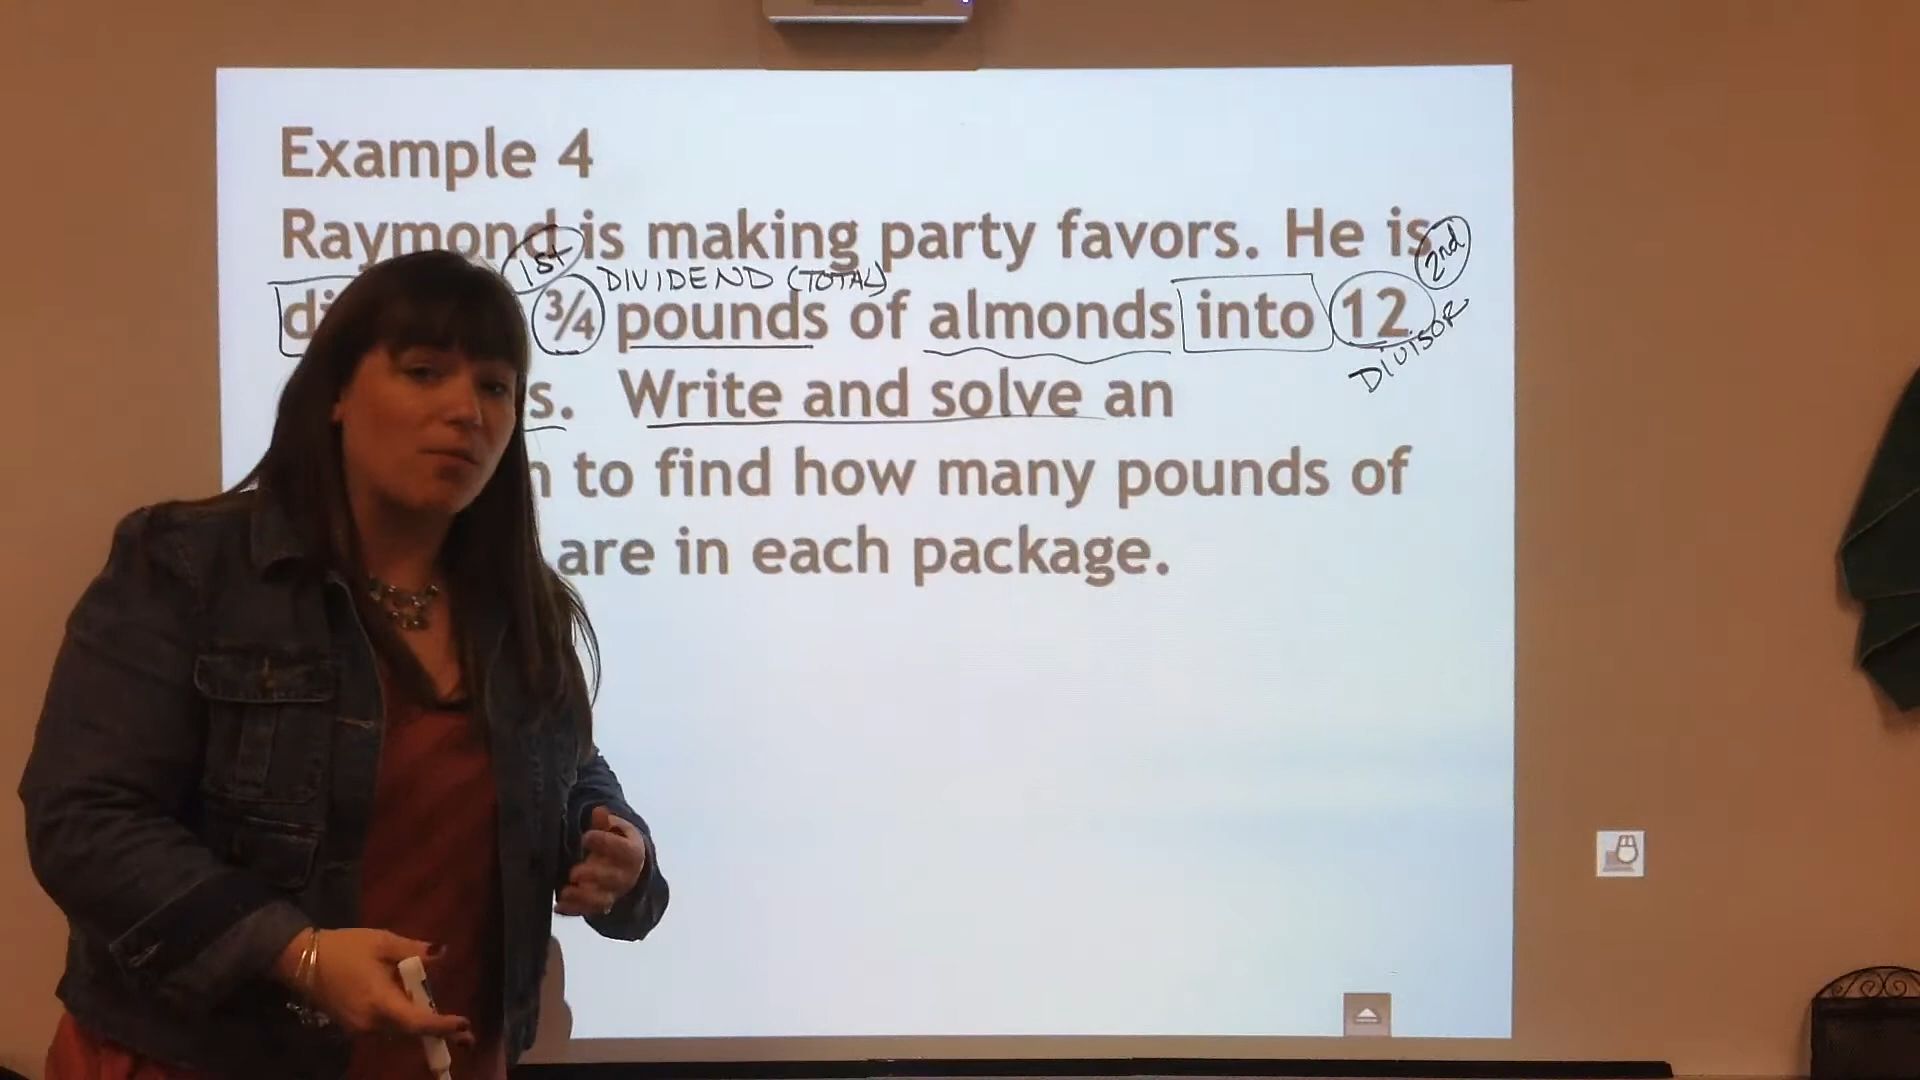 Example 4
Raymond is making party favors. He is
1st DIVIDEND (TOTAL) 2nd
di ¾ pounds of almonds into 12
DIVISOR
s. Write and solve an
n to find how many pounds of
are in each package.